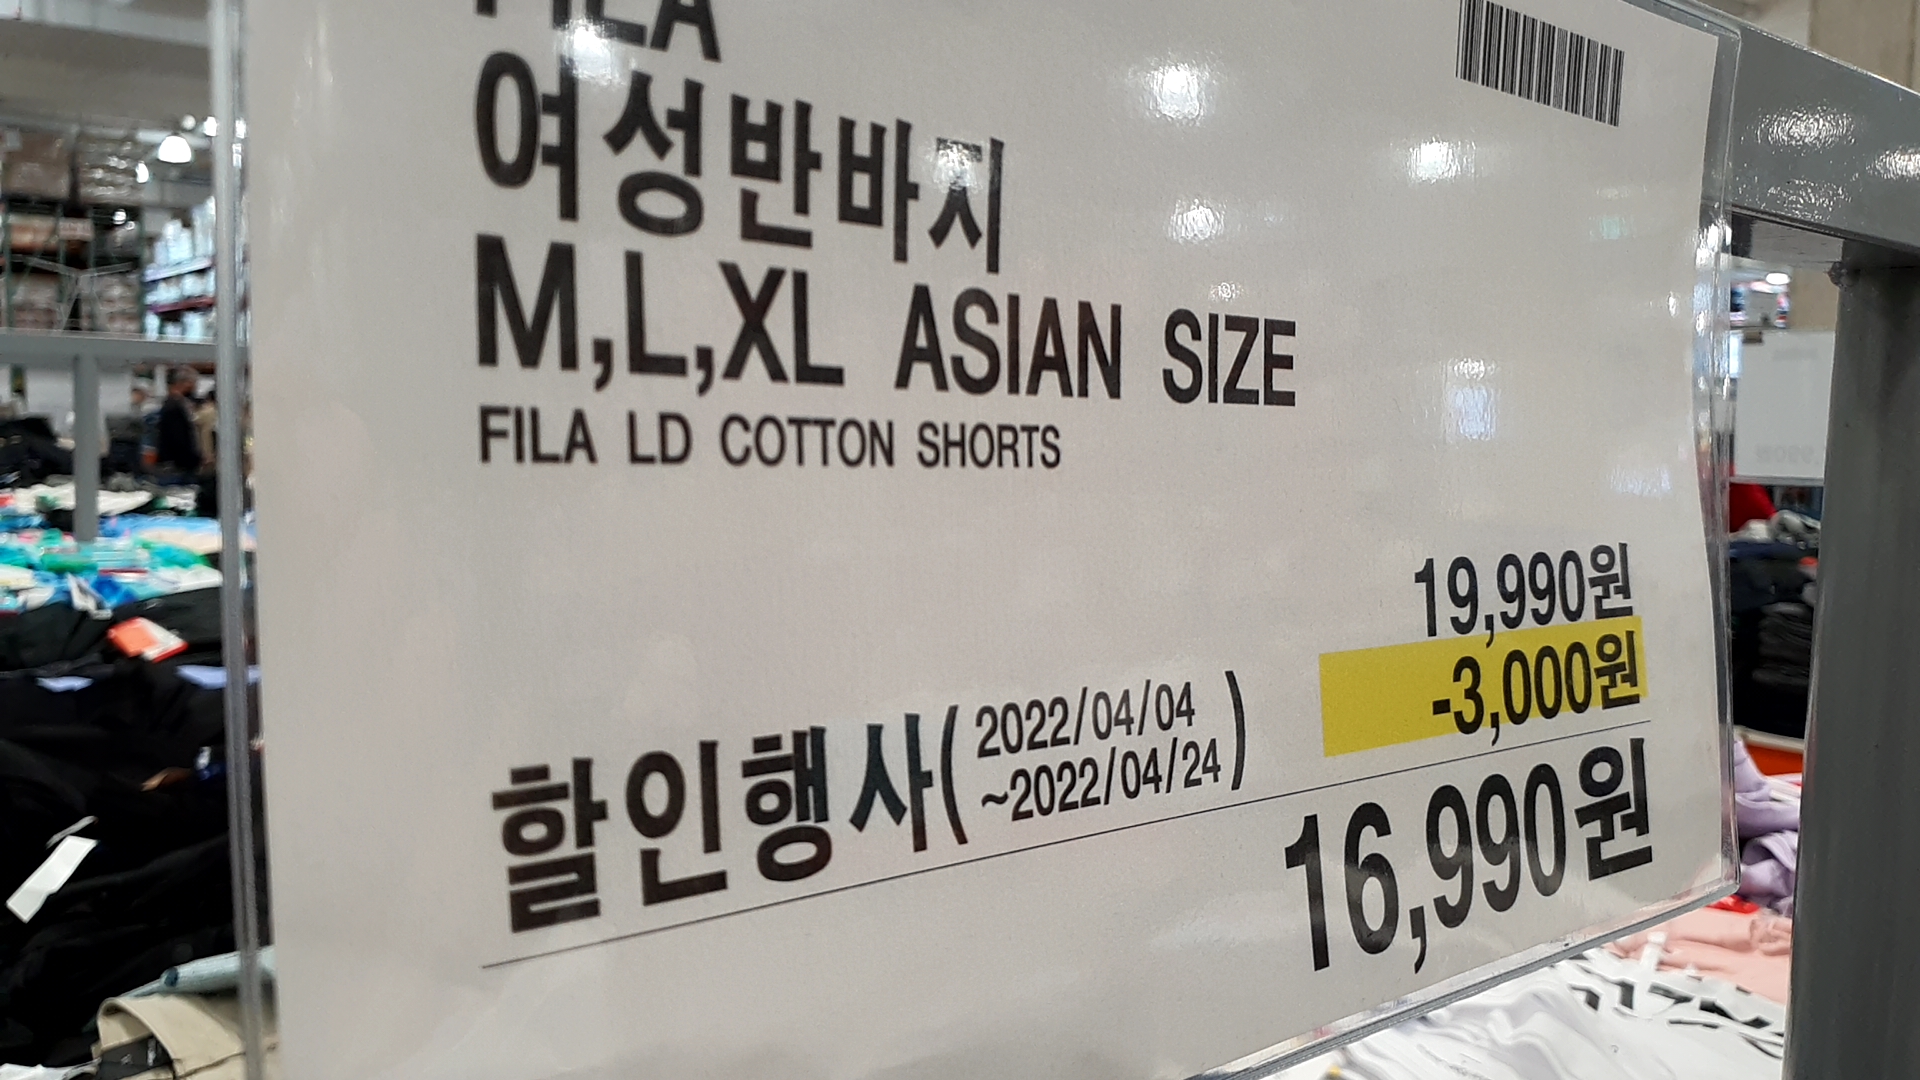 FILA
여성반바지
M,L,XL ASIAN SIZE
FILA LD COTTON SHORTS
19,990원
-3,000원
할인행사(2022/04/04
~2022/04/24)
16,990원